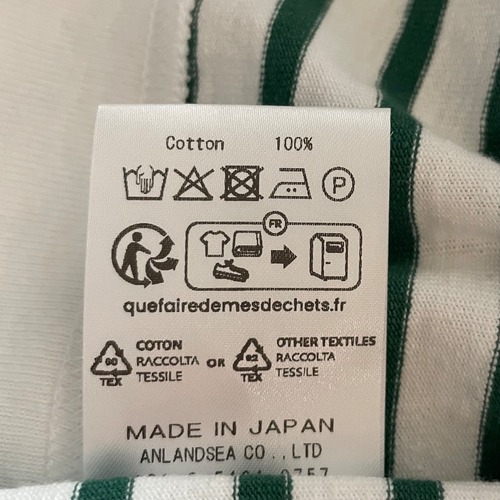 Cotton 100%
P
FR
quefairedemesdechets.fr
COTON
RACCOLTA
TESSILE
60
TEX
OR
OTHER TEXTILES
RACCOLTA
TESSILE
62
TEX
MADE IN JAPAN
ANLANDSEA CO.,LTD